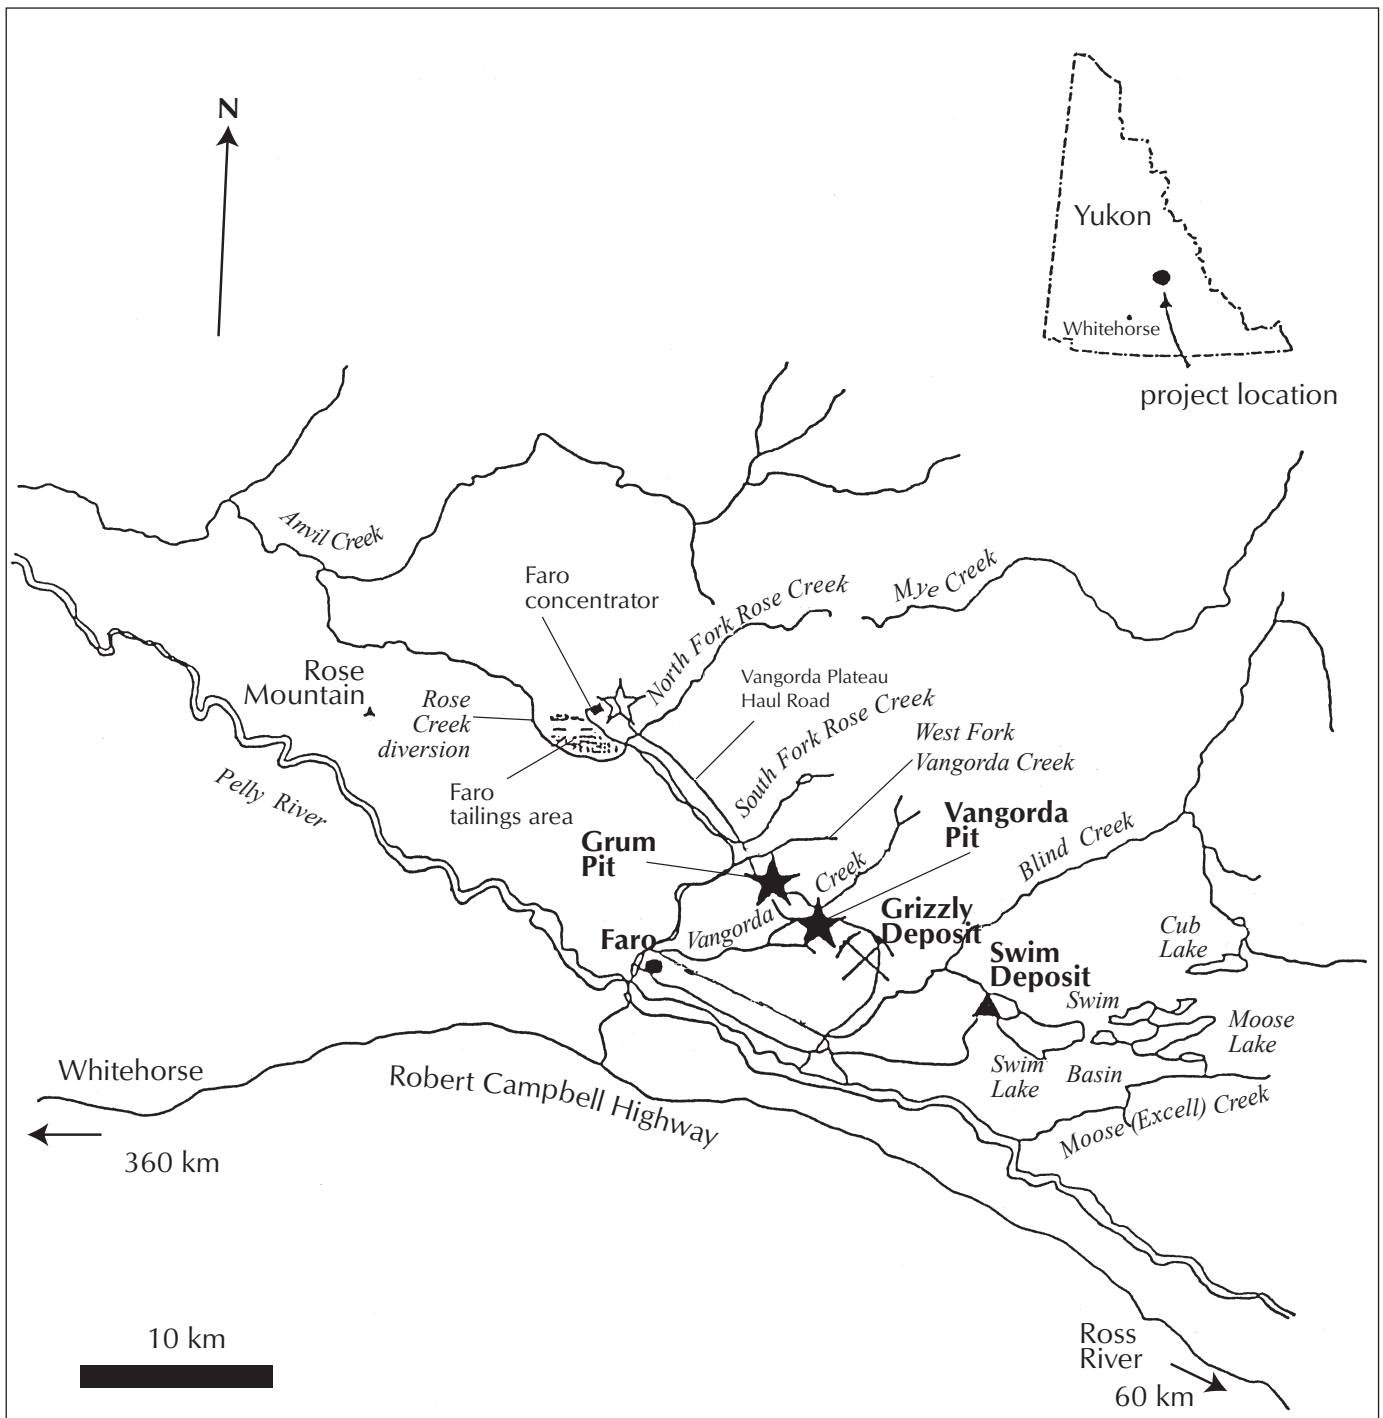 N
Yukon
Whitehorse
project location
Anvil Creek
Faro
concentrator
North Fork Rose Creek
Mye Creek
Rose
Mountain
Rose
Creek
diversion
Vangorda Plateau
Haul Road
South Fork Rose Creek
West Fork
Vangorda Creek
Pelly River
Faro
tailings area
Grum
Pit
Vangorda
Pit
Blind Creek
Vangorda Creek
Grizzly
Deposit
Faro
Swim
Deposit
Cub
Lake
Swim
Basin
Moose
Lake
Swim
Lake
Moose (Excell) Creek
Whitehorse
360 km
Robert Campbell Highway
10 km
Ross
River
60 km